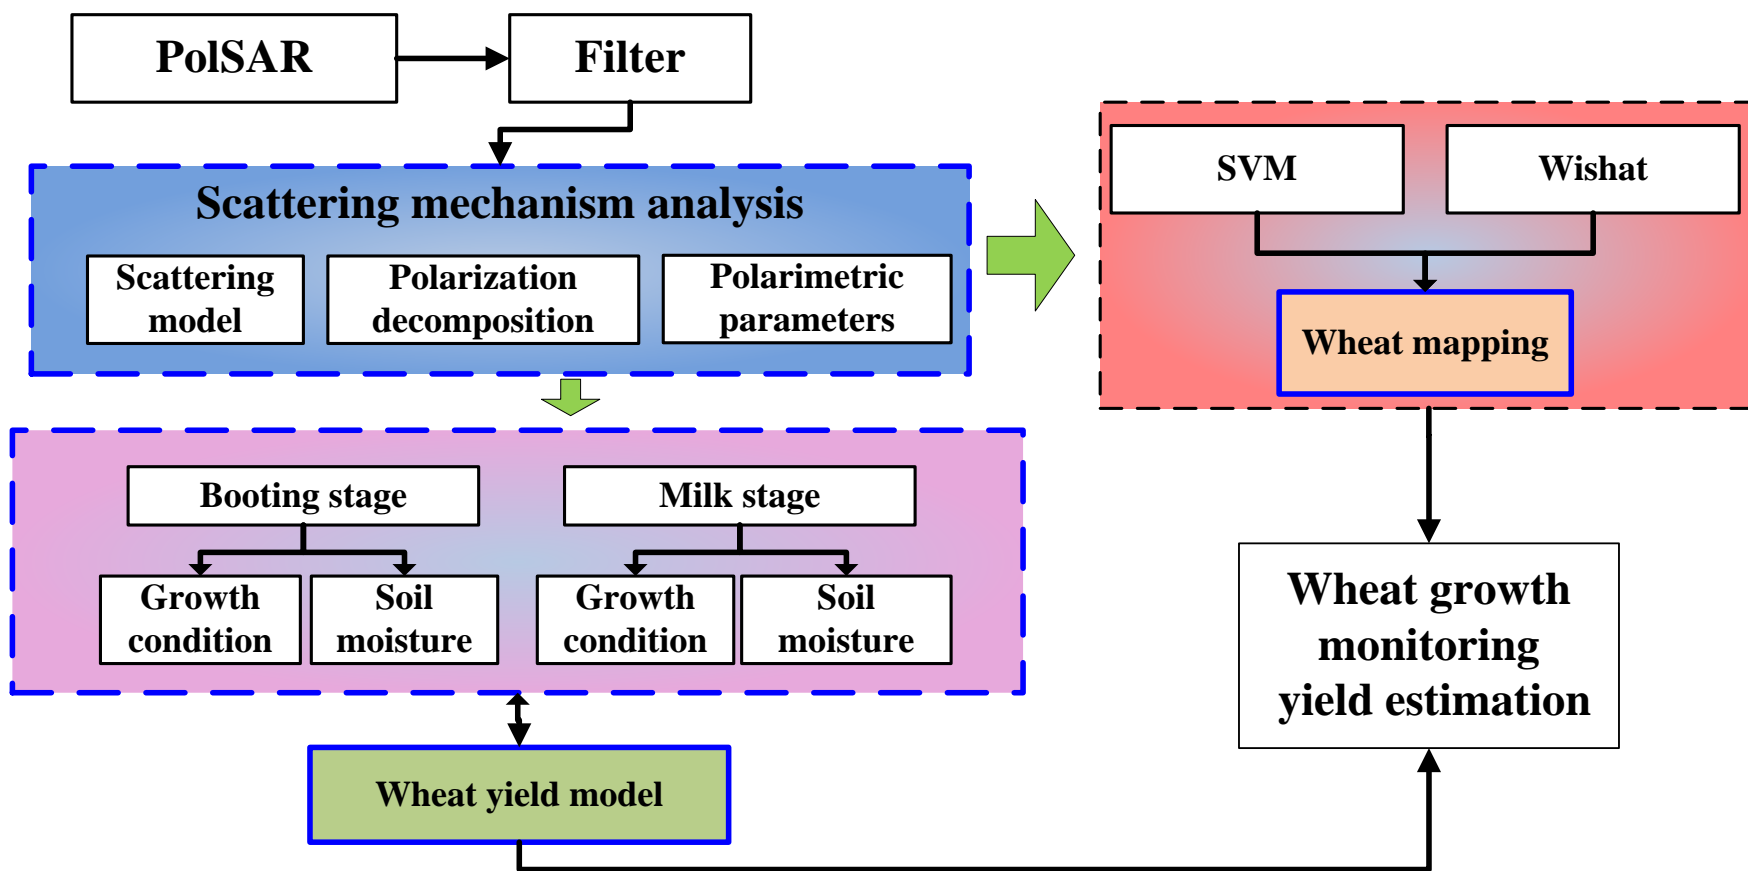 PolSAR
Filter
Scattering mechanism analysis
Scattering
model
Polarization
decomposition
Polarimetric
parameters
SVM
Wishat
Wheat mapping
Booting stage
Milk stage
Growth
condition
Soil
moisture
Growth
condition
Soil
moisture
Wheat yield model
Wheat growth
monitoring
yield estimation